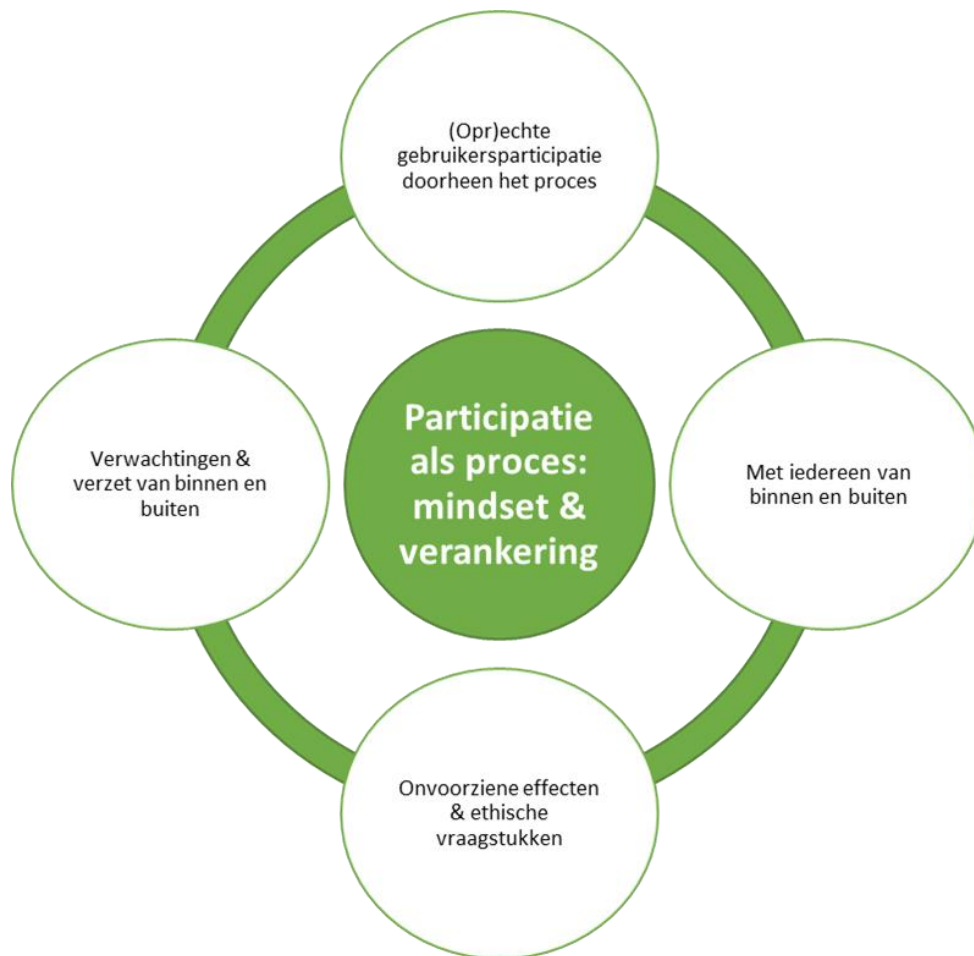 (Opr)echte
gebruikersparticipatie
doorheen het proces
Participatie
als proces:
mindset &
verankering
Verwachtingen &
verzet van binnen en
buiten
Met iedereen van
binnen en buiten
Onvoorziene effecten
& ethische
vraagstukken